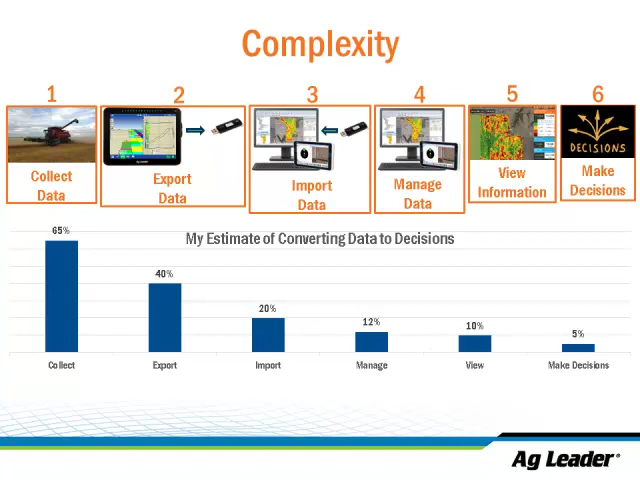 Complexity
1
2
3
4
5
6
DECISIONS
Collect
Data
Export
Data
Import
Data
Manage
Data
View
Information
Make
Decisions
My Estimate of Converting Data to Decisions
65%
40%
20%
12%
10%
5%
Collect
Export
Import
Manage
View
Make Decisions
Ag Leader®